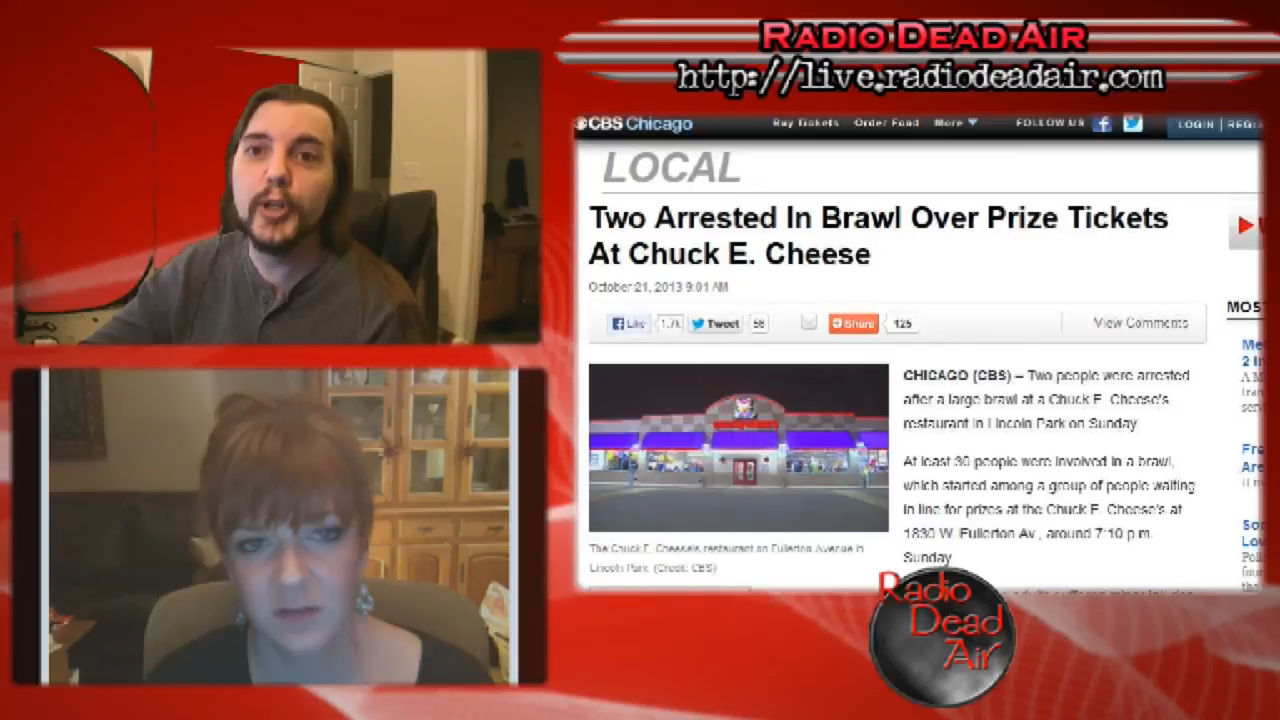 RADIO DEAD AIR
http://live.radiodeadair.com
CBS Chicago
Buy Tickets
Order Food
More
FOLLOW US
LOGIN |
LOCAL
Two Arrested In Brawl Over Prize Tickets
At Chuck E. Cheese
October 21, 2013 9:01 AM
Like
1.7k
Tweet
58
Share
425
View Comments
MOS
CHICAGO (CBS) – Two people were arrested
after a large brawl at a Chuck E. Cheese's
restaurant in Lincoln Park on Sunday
At least 30 people were involved in a brawl,
which started among a group of people waiting
in line for prizes at the Chuck E. Cheese's at
1830 W. Fullerton Av., around 7:10 p.m.
Sunday
The Chuck E. Cheese's restaurant on Fullerton Avenue in
Lincoln Park. (Credit: CBS)
Radio
Dead
Air